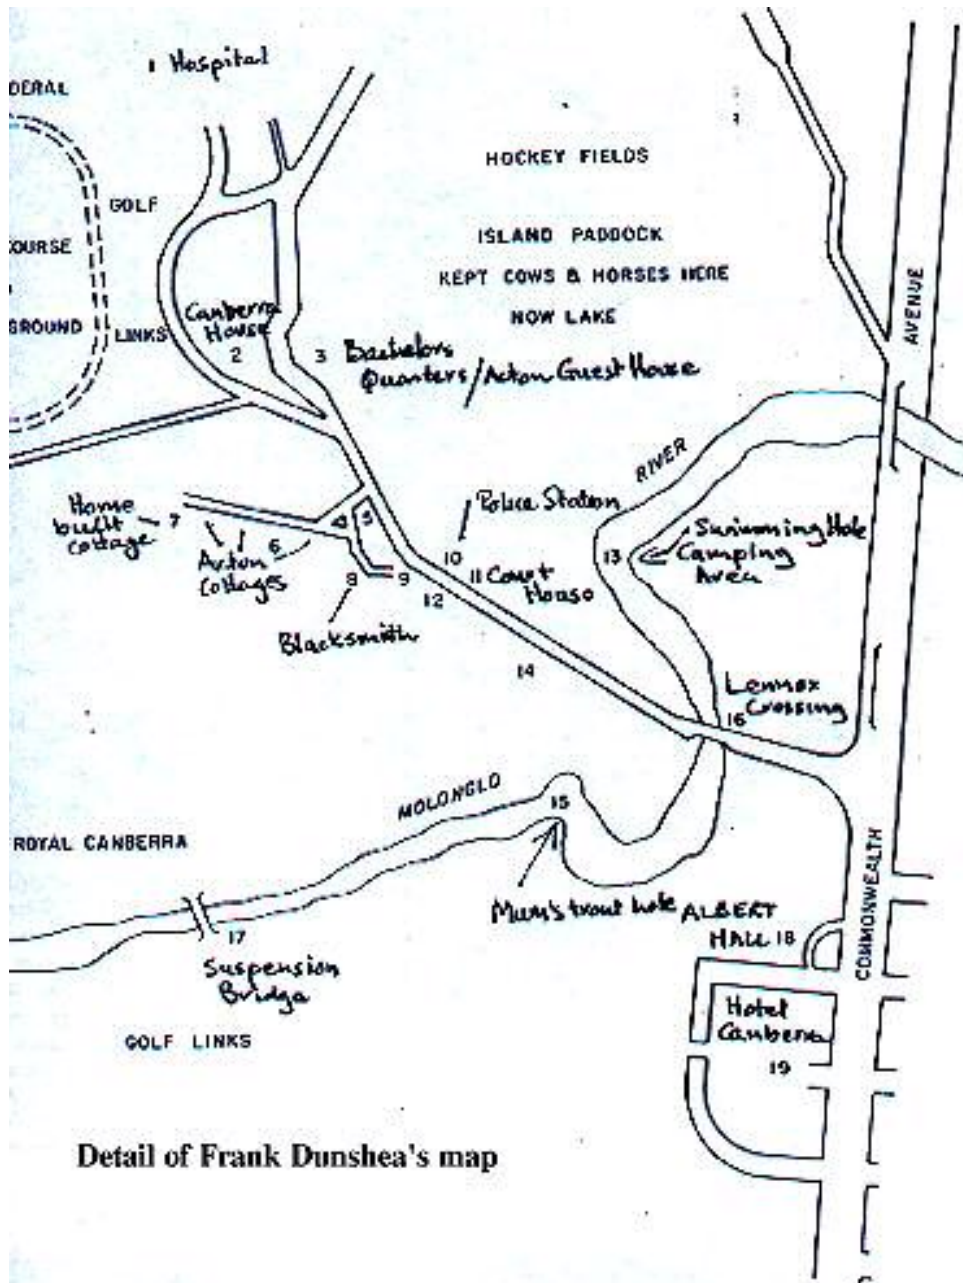 1 Hospital
DERAL
HOCKEY FIELDS
GOLF
ISLAND PADDOCK
OURSE
KEPT COWS & HORSES HERE
NOW LAKE
AVENUE
GROUND
LINKS
Canberra
House
2
3 Bachelors
Quarters/Acton Guest House
RIVER
Home
built
cottage
7
Acton
Cottages
6
4
5
Police Station
10
Swimming Hole
Camping
Area
13
8
9
11 Court
House
12
Blacksmith
14
Lennox
Crossing
16
MOLONGLO
15
ROYAL CANBERRA
COMMONWEALTH
Mum's trout hole
ALBERT
HALL 18
17
Suspension
Bridge
Hotel
Canberra
19
GOLF LINKS
Detail of Frank Dunshea's map